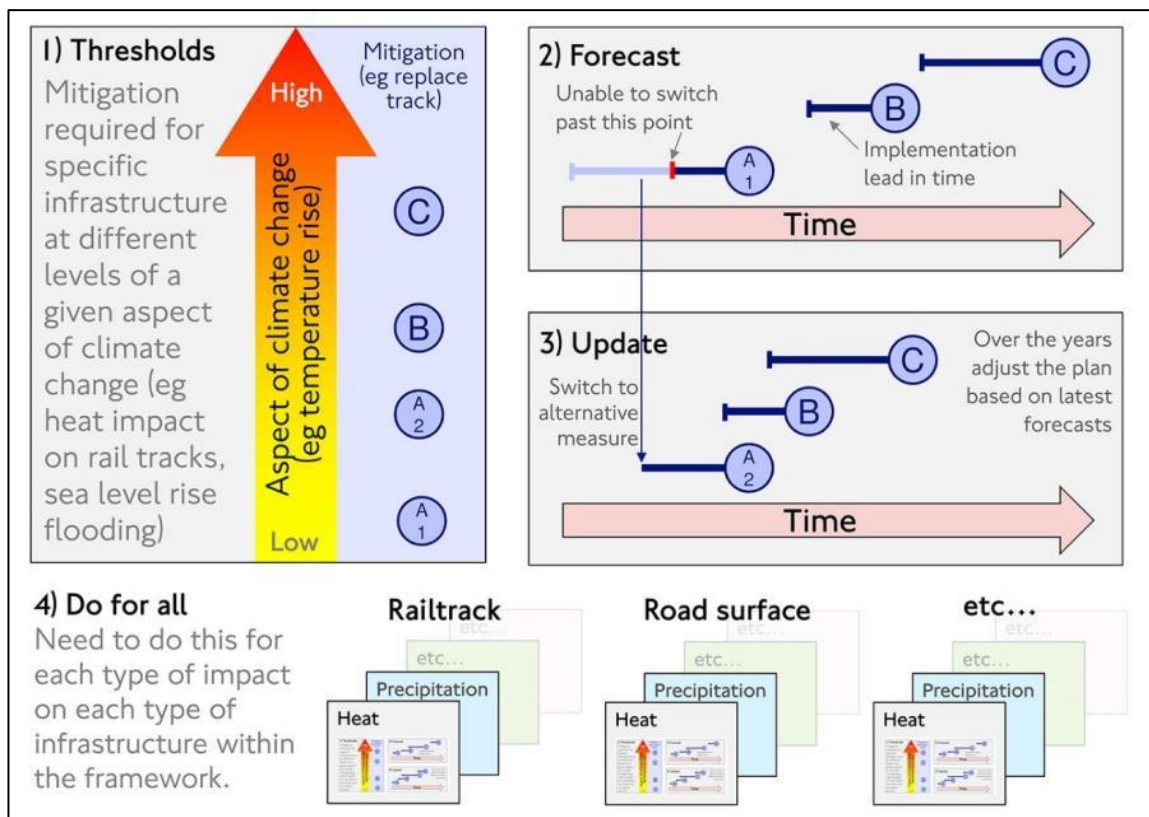 1) Thresholds
Mitigation
required for
specific
infrastructure
at different
levels of a
given aspect
of climate
change (eg
heat impact
on rail tracks,
sea level rise
flooding)
High
Aspect of climate change
(eg temperature rise)
Low
Mitigation
(eg replace
track)
C
B
A
2
A
1
2) Forecast
Unable to switch
past this point
C
B
A
1
Implementation
lead in time
Time
3) Update
Switch to
alternative
measure
C
B
A
2
Over the years
adjust the plan
based on latest
forecasts
Time
4) Do for all
Need to do this for
each type of impact
on each type of
infrastructure within
the framework.
Railtrack
etc...
etc...
Precipitation
Heat
Road surface
etc...
etc...
Precipitation
Heat
etc...
etc...
etc...
Precipitation
Heat